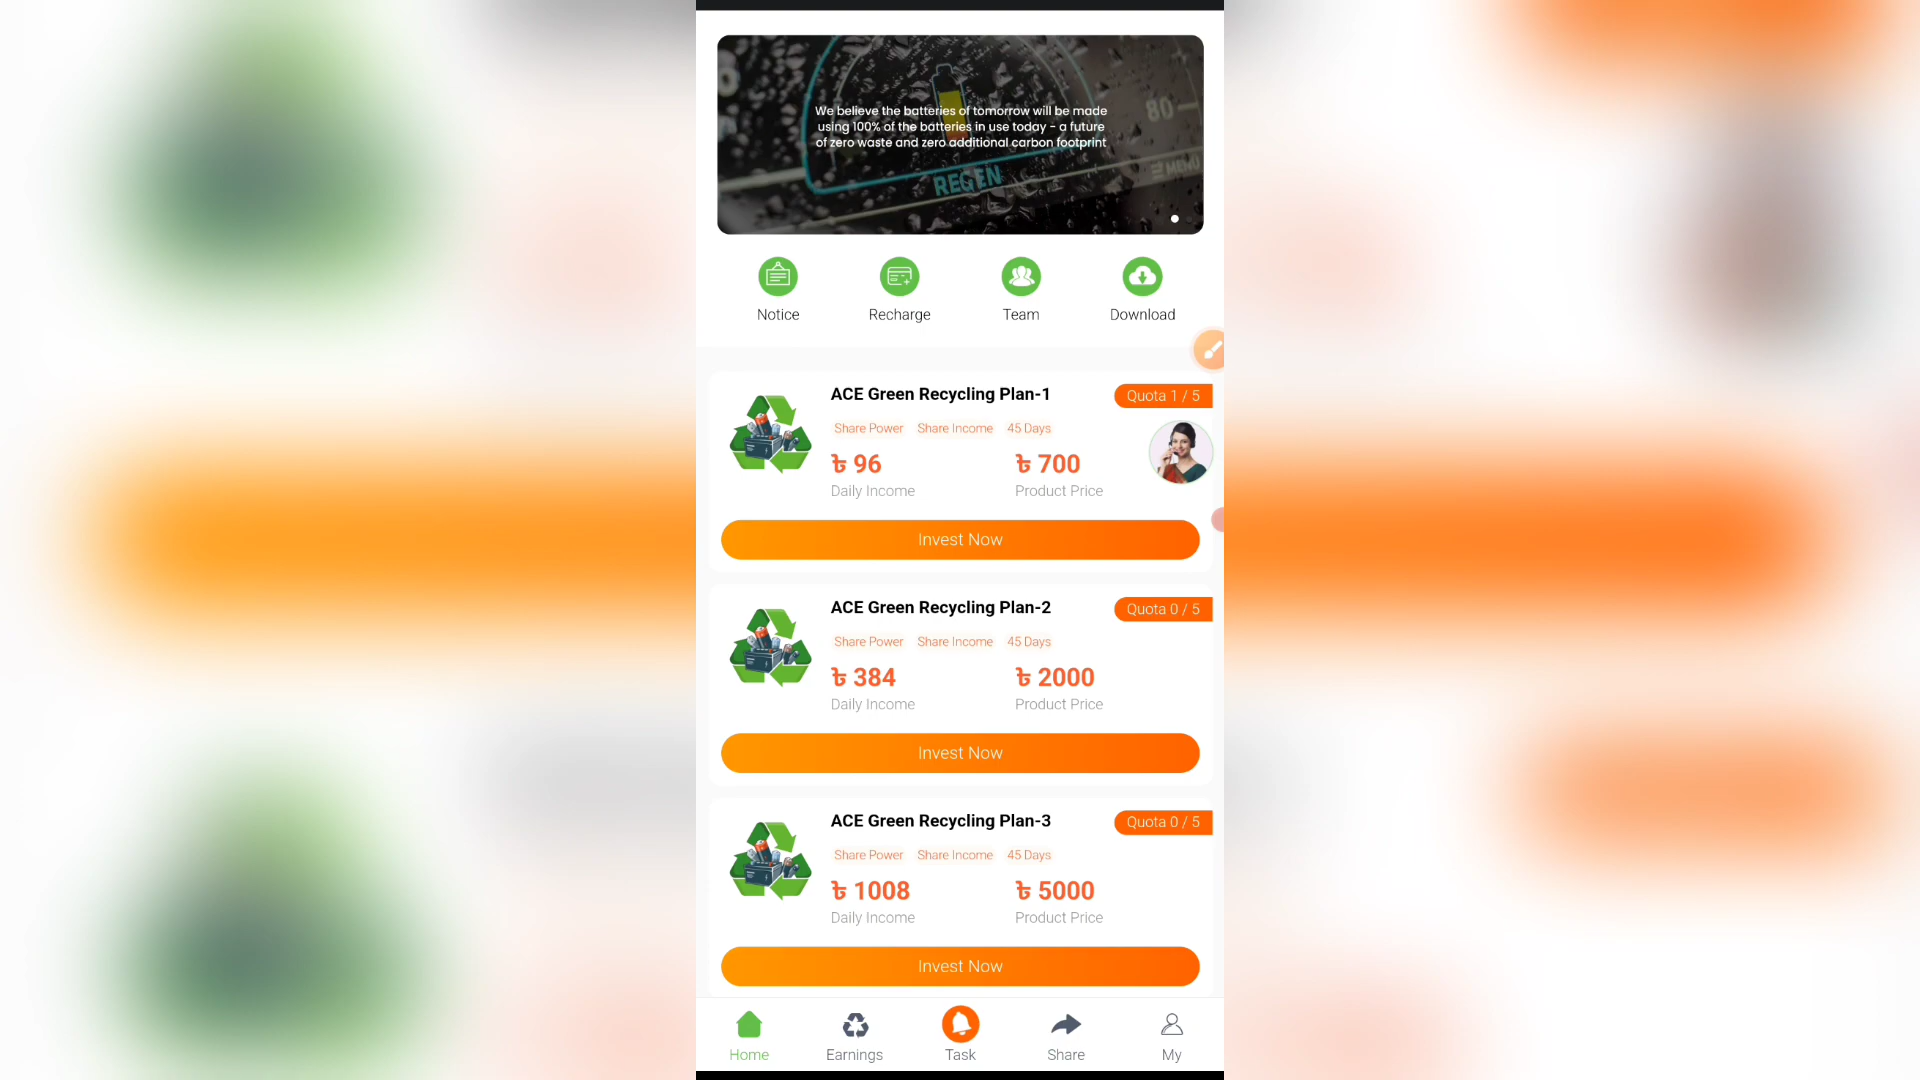 We believe the batteries of tomorrow will be made
using 100% of the batteries in use today - a future
of zero waste and zero additional carbon footprint
80
MENU
REGEN
Notice
Recharge
Team
Download
ACE Green Recycling Plan-1
Quota 1 / 5
Share Power Share Income 45 Days
৳ 96
৳ 700
Daily Income
Product Price
Invest Now
ACE Green Recycling Plan-2
Quota 0 / 5
Share Power Share Income 45 Days
৳ 384
৳ 2000
Daily Income
Product Price
Invest Now
ACE Green Recycling Plan-3
Quota 0 / 5
Share Power Share Income 45 Days
৳ 1008
৳ 5000
Daily Income
Product Price
Invest Now
Home
Earnings
Task
Share
My